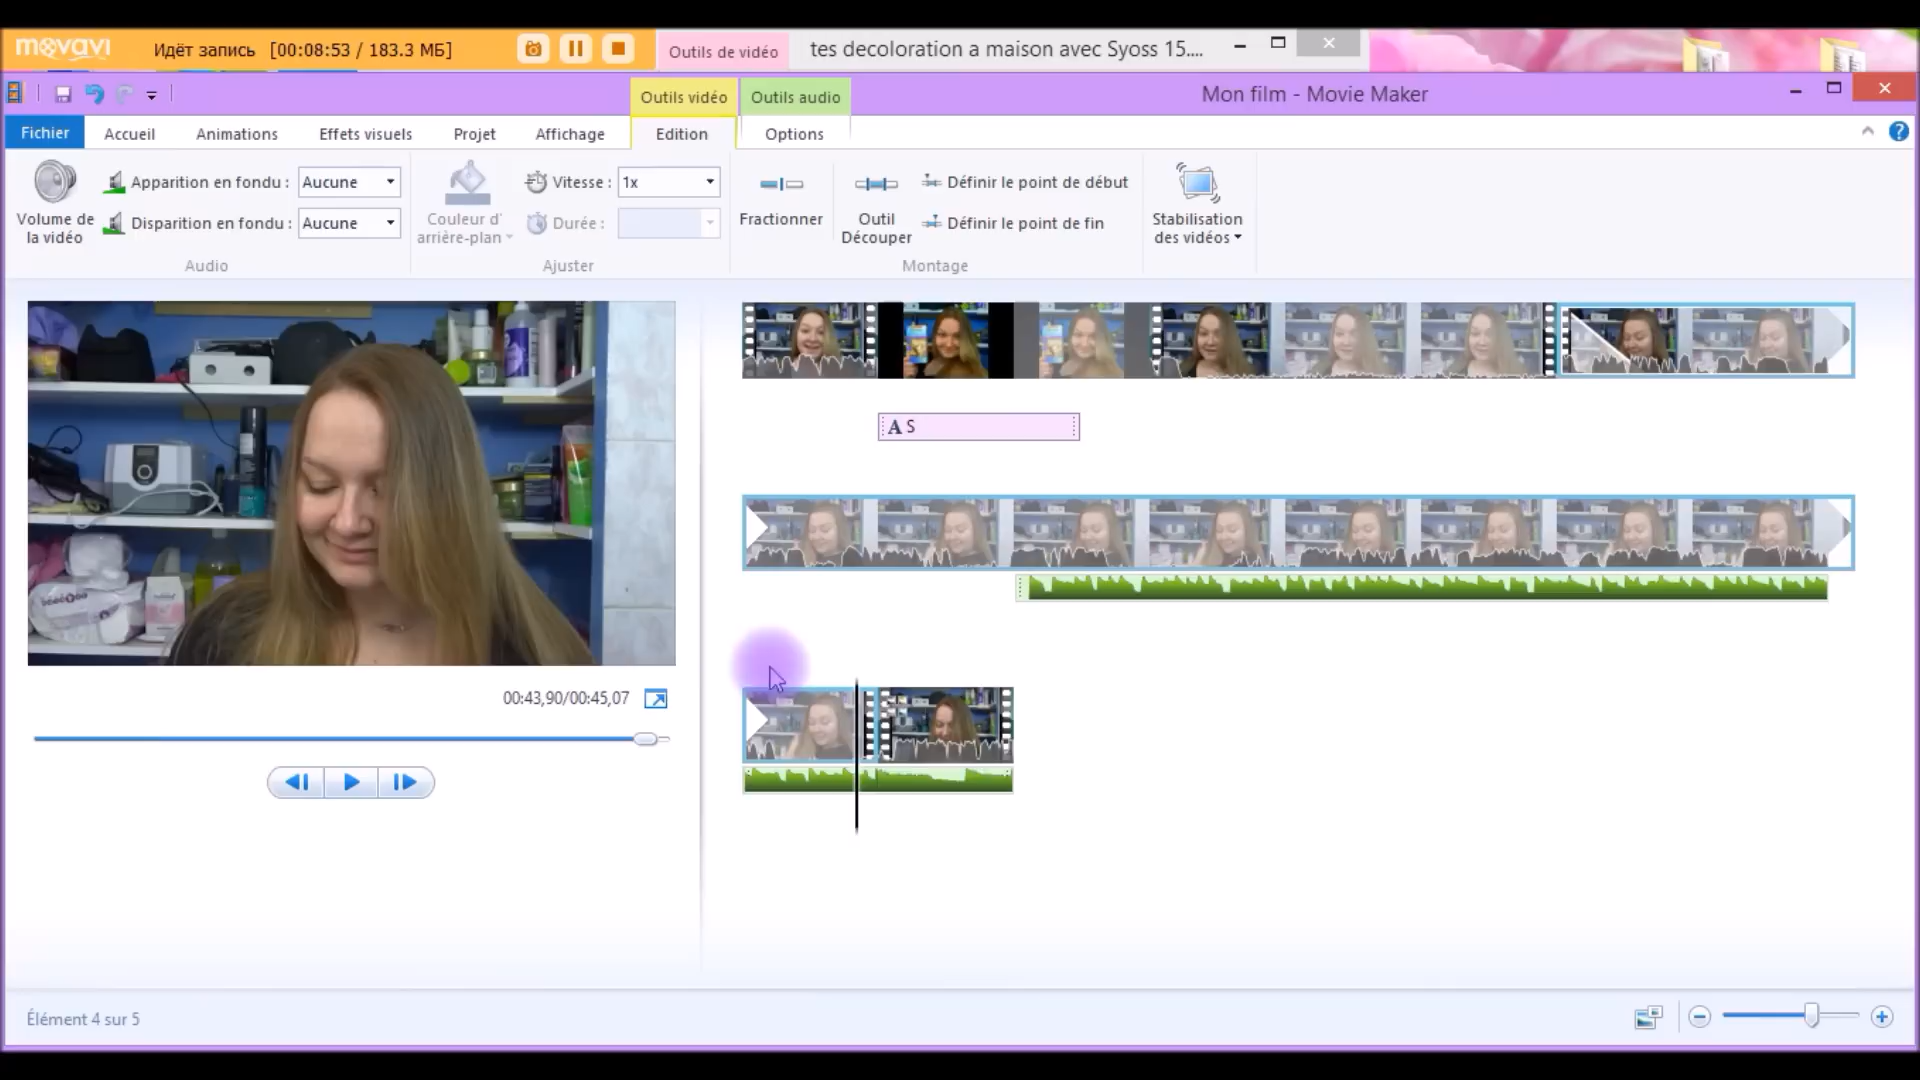 movavi
Идёт запись [00:08:53 / 183.3 МБ]
Outils de vidéo
tes decoloration a maison avec Syoss 15....
Outils vidéo
Outils audio
Mon film - Movie Maker
Fichier
Accueil
Animations
Effets visuels
Projet
Affichage
Edition
Options
Volume de
la vidéo
Apparition en fondu :
Aucune
Disparition en fondu :
Aucune
Audio
Couleur d'
arrière-plan
Vitesse :
1x
Durée :
Ajuster
Fractionner
Outil
Découper
Définir le point de début
Définir le point de fin
Montage
Stabilisation
des vidéos
A S
00:43,90/00:45,07
Élément 4 sur 5